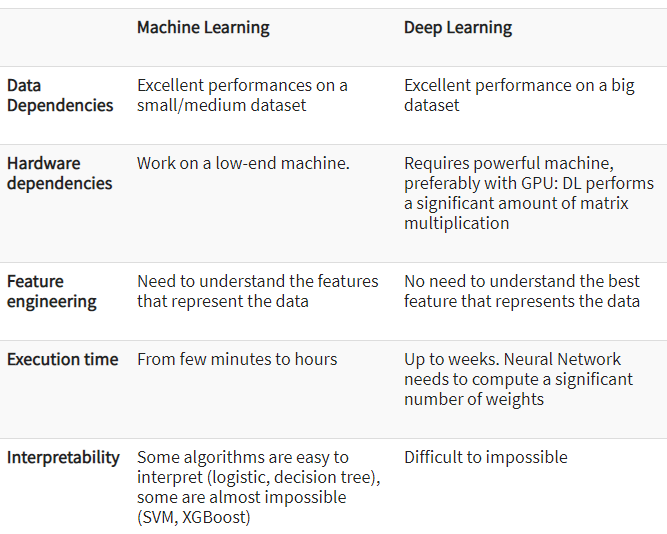 Machine Learning
Deep Learning
Data
Dependencies
Excellent performances on a
small/medium dataset
Excellent performance on a big
dataset
Hardware
dependencies
Work on a low-end machine.
Requires powerful machine,
preferably with GPU: DL performs
a significant amount of matrix
multiplication
Feature
engineering
Need to understand the features
that represent the data
No need to understand the best
feature that represents the data
Execution time
From few minutes to hours
Up to weeks. Neural Network
needs to compute a significant
number of weights
Interpretability
Some algorithms are easy to
interpret (logistic, decision tree),
some are almost impossible
(SVM, XGBoost)
Difficult to impossible